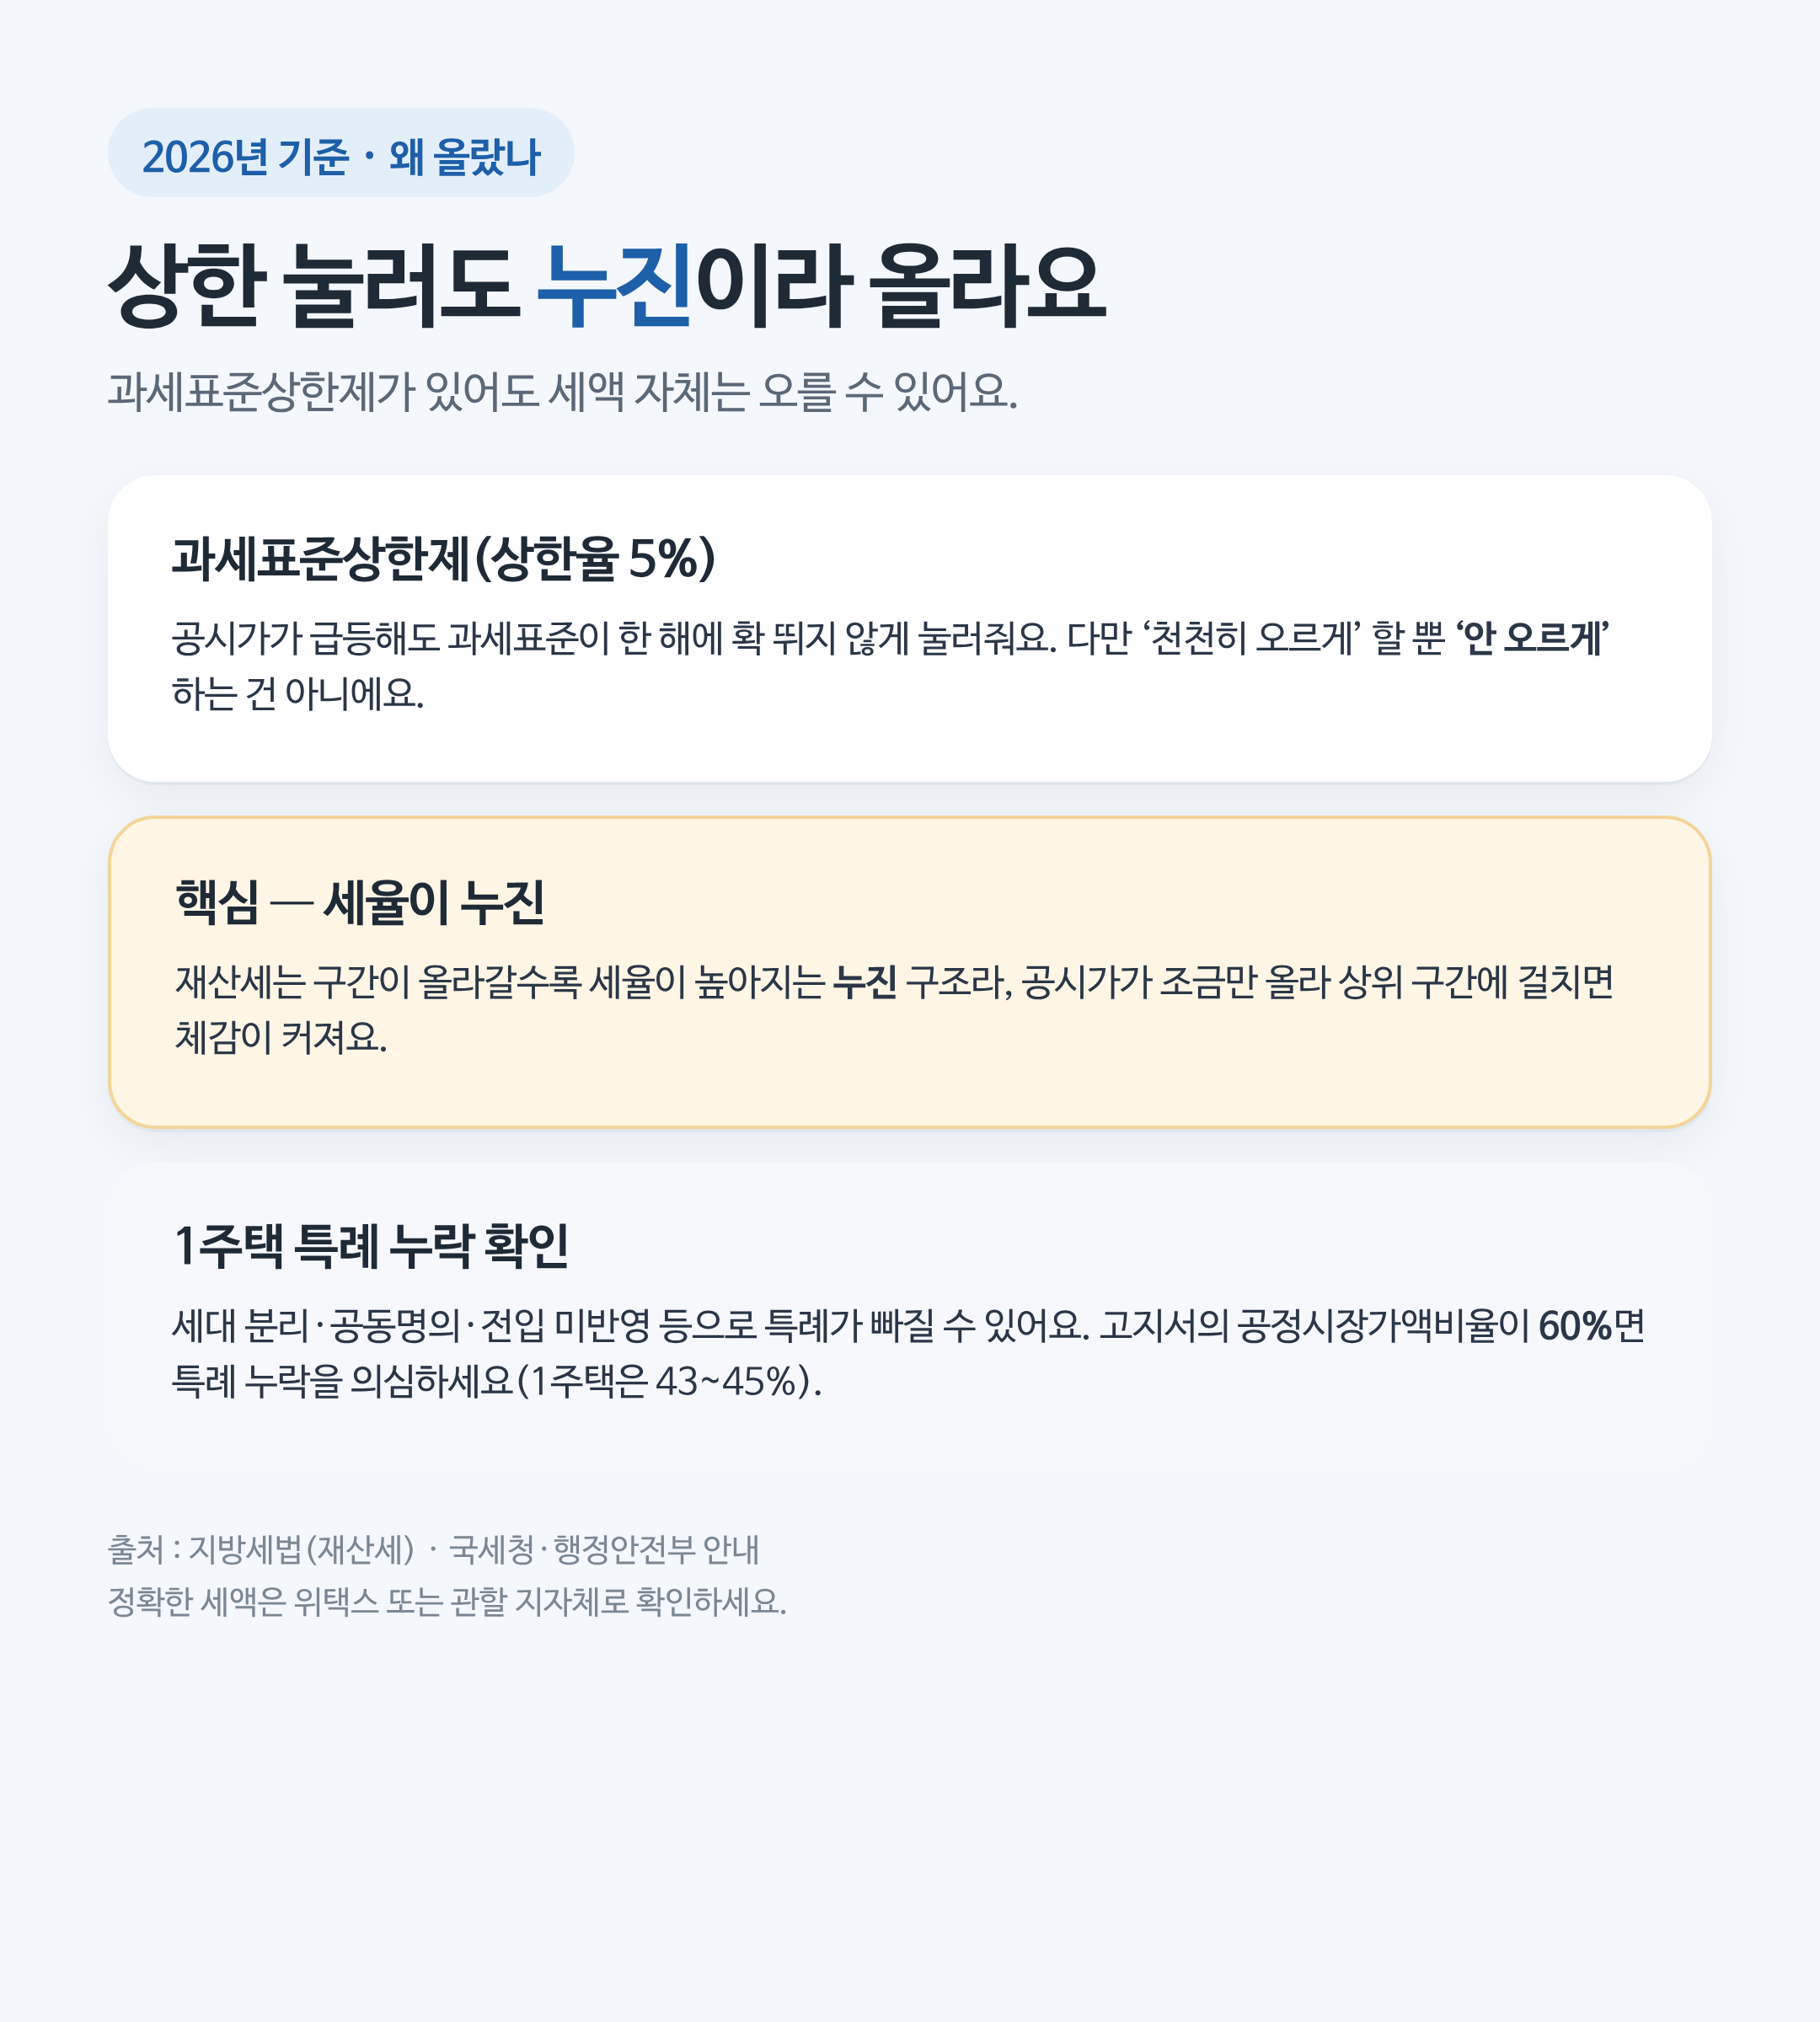 2026년 기준 · 왜 올랐나
상한 눌러도 누진이라 올라요
과세표준상한제가 있어도 세액 자체는 오를 수 있어요.
과세표준상한제(상한율 5%)
공시가가 급등해도 과세표준이 한 해에 확 뛰지 않게 눌러줘요. 다만 ‘천천히 오르게’ 할 뿐 ‘안 오르게’
하는 건 아니에요.
핵심 — 세율이 누진
재산세는 구간이 올라갈수록 세율이 높아지는 누진 구조라, 공시가가 조금만 올라 상위 구간에 걸치면
체감이 커져요.
1주택 특례 누락 확인
세대 분리·공동명의·전입 미반영 등으로 특례가 빠질 수 있어요. 고지서의 공정시장가액비율이 60%면
특례 누락을 의심하세요(1주택은 43~45%).
출처 : 지방세법(재산세) · 국세청·행정안전부 안내
정확한 세액은 위택스 또는 관할 지자체로 확인하세요.